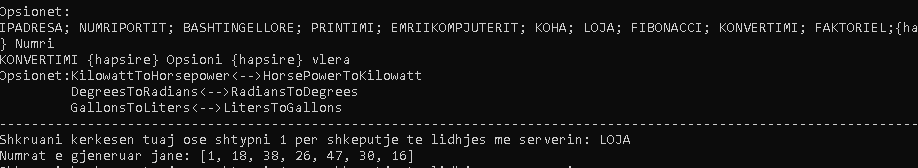 Opsionet:
IPADRESA; NUMRIPORTIT; BASHTINGELLORE; PRINTIMI; EMRIIKOMPJUTERIT; KOHA; LOJA; FIBONACCI; KONVERTIMI; FAKTORIEL;{ha
} Numri
KONVERTIMI {hapsire} Opsioni {hapsire} vlera
Opsionet:KilowattToHorsepower<-->HorsePowerToKilowatt
DegreesToRadians<-->RadiansToDegrees
GallonsToLiters<-->LitersToGallons
--------------------------------------------------------------------------------------------------------------------
Shkruani kerkesen tuaj ose shtypni 1 per shkeputje te lidhjes me serverin: LOJA
Numrat e gjeneruar jane: [1, 18, 38, 26, 47, 30, 16]